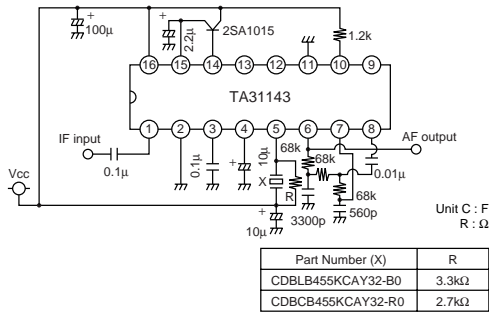 +
100μ
+
2.2μ
2SA1015
1.2k
16
15
14
13
12
11
10
9
TA31143
1
2
3
4
5
6
7
8
IF input
0.1μ
0.1μ
+
10μ
68k
68k
AF output
0.01μ
Vcc
X
R
68k
+
10μ
3300p
560p
Unit C : F
R : Ω
Part Number (X) R
CDBLB455KCAY32-B0 3.3kΩ
CDBCB455KCAY32-R0 2.7kΩ